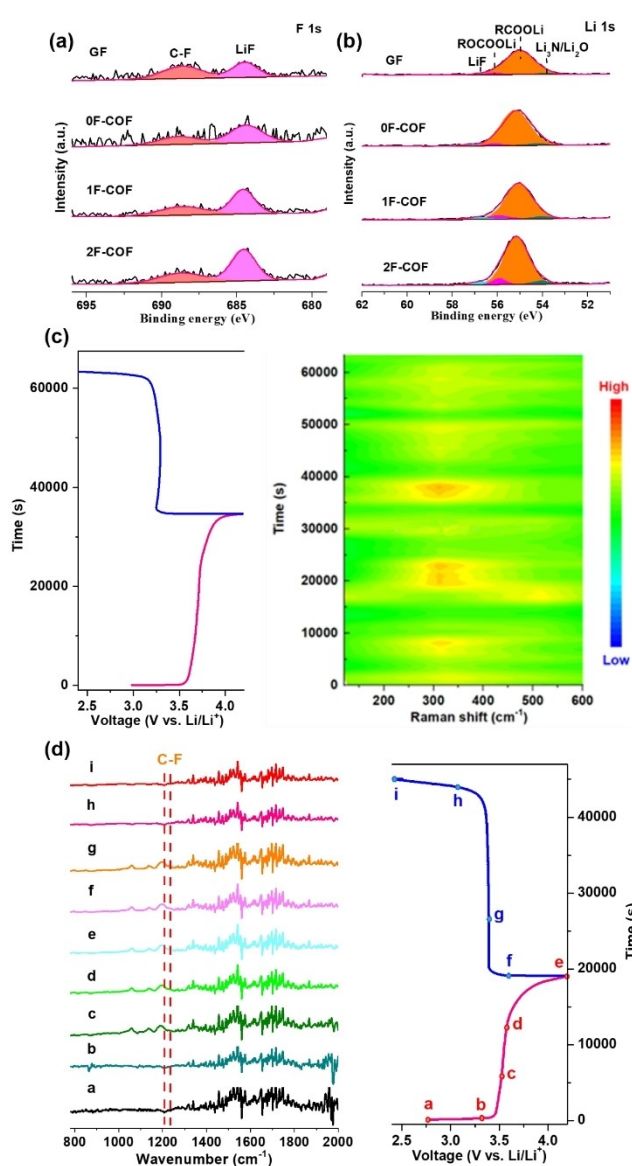 (a)
F 1s
GF
C-F
LiF
0F-COF
1F-COF
2F-COF
Intensity (a.u.)
695
690
685
680
Binding energy (eV)
(b)
Li 1s
RCOOLi
ROCOOLi
Li₃N/Li₂O
GF
LiF
0F-COF
1F-COF
2F-COF
Intensity (a.u.)
62
60
58
56
54
52
Binding energy (eV)
(c)
60000
40000
20000
0
Time (s)
2.5
3.0
3.5
4.0
Voltage (V vs. Li/Li⁺)
60000
50000
40000
30000
20000
10000
0
Time (s)
200
300
400
500
600
Raman shift (cm⁻¹)
High
Low
(d)
C-F
i
h
g
f
e
d
c
b
a
800
1000
1200
1400
1600
1800
2000
Wavenumber (cm⁻¹)
i
h
g
f
e
d
c
b
a
40000
30000
20000
10000
0
Time (s)
2.5
3.0
3.5
4.0
Voltage (V vs. Li/Li⁺)